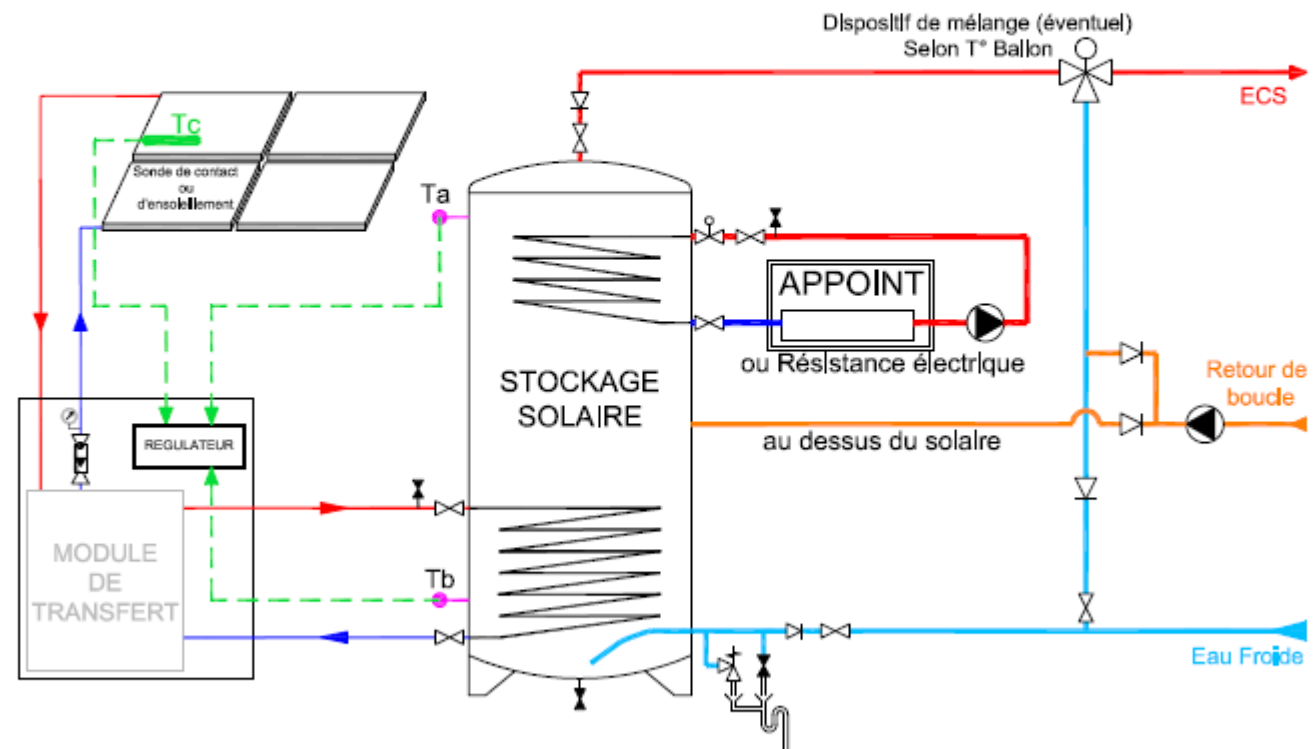 Dispositif de mélange (éventuel)
Selon T° Ballon
ECS
Tc
Sonde de contact
ou
d'ensoleillement
Ta
APPOINT
ou Résistance électrique
STOCKAGE
SOLAIRE
Retour de
boucle
au dessus du solaire
REGULATEUR
MODULE
DE
TRANSFERT
Tb
Eau Froide